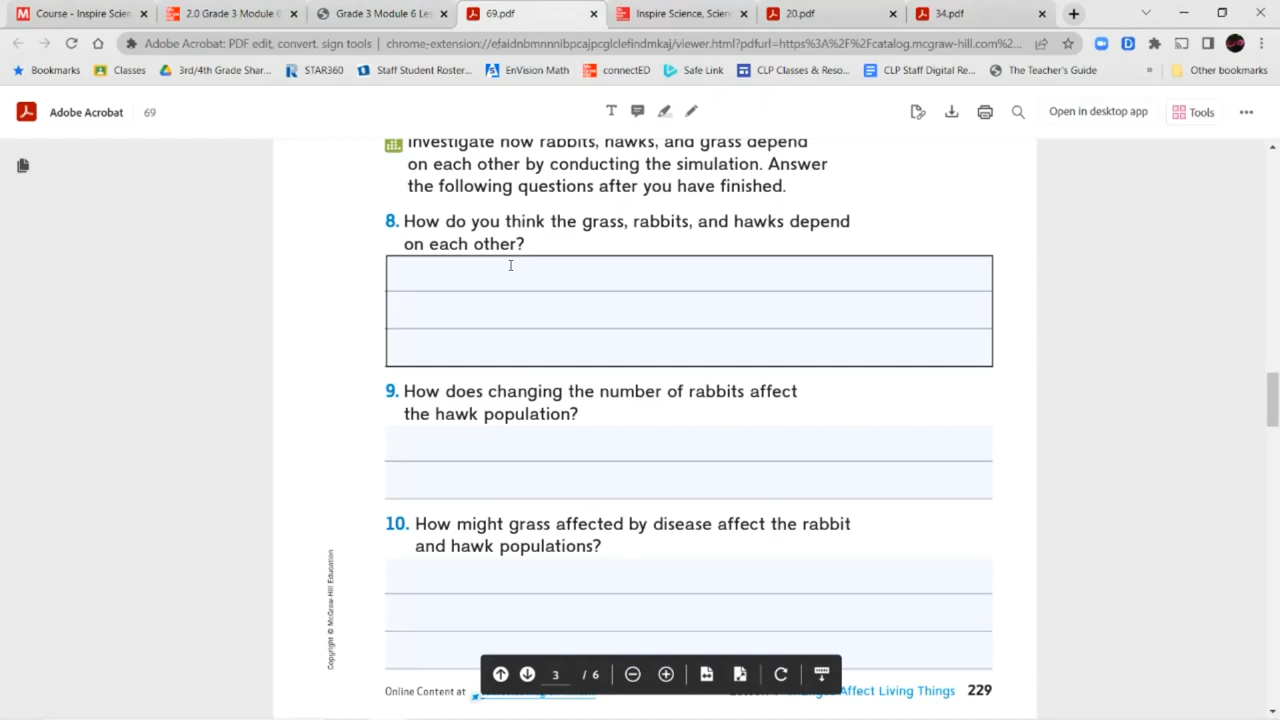 Course - Inspire Scienc
2.0 Grade 3 Module 6
Grade 3 Module 6 Les
69.pdf
Inspire Science, Scien
20.pdf
34.pdf
Adobe Acrobat: PDF edit, convert, sign tools | chrome-extension://efaidnbmnnnibpcajpcglclefindmkaj/viewer.html?pdfurl=https%3A%2F%2Fcatalog.mcgraw-hill.com%2...
Bookmarks
Classes
3rd/4th Grade Shar...
STAR360
Staff Student Roster...
EnVision Math
connectED
Safe Link
CLP Classes & Reso...
CLP Staff Digital Re...
The Teacher's Guide
»
Other bookmarks
Adobe Acrobat
69
Open in desktop app
Tools
Investigate how rabbits, hawks, and grass depend
on each other by conducting the simulation. Answer
the following questions after you have finished.
8. How do you think the grass, rabbits, and hawks depend
on each other?
9. How does changing the number of rabbits affect
the hawk population?
10. How might grass affected by disease affect the rabbit
and hawk populations?
Copyright © McGraw-Hill Education
3 / 6
Online Content at
Affect Living Things 229